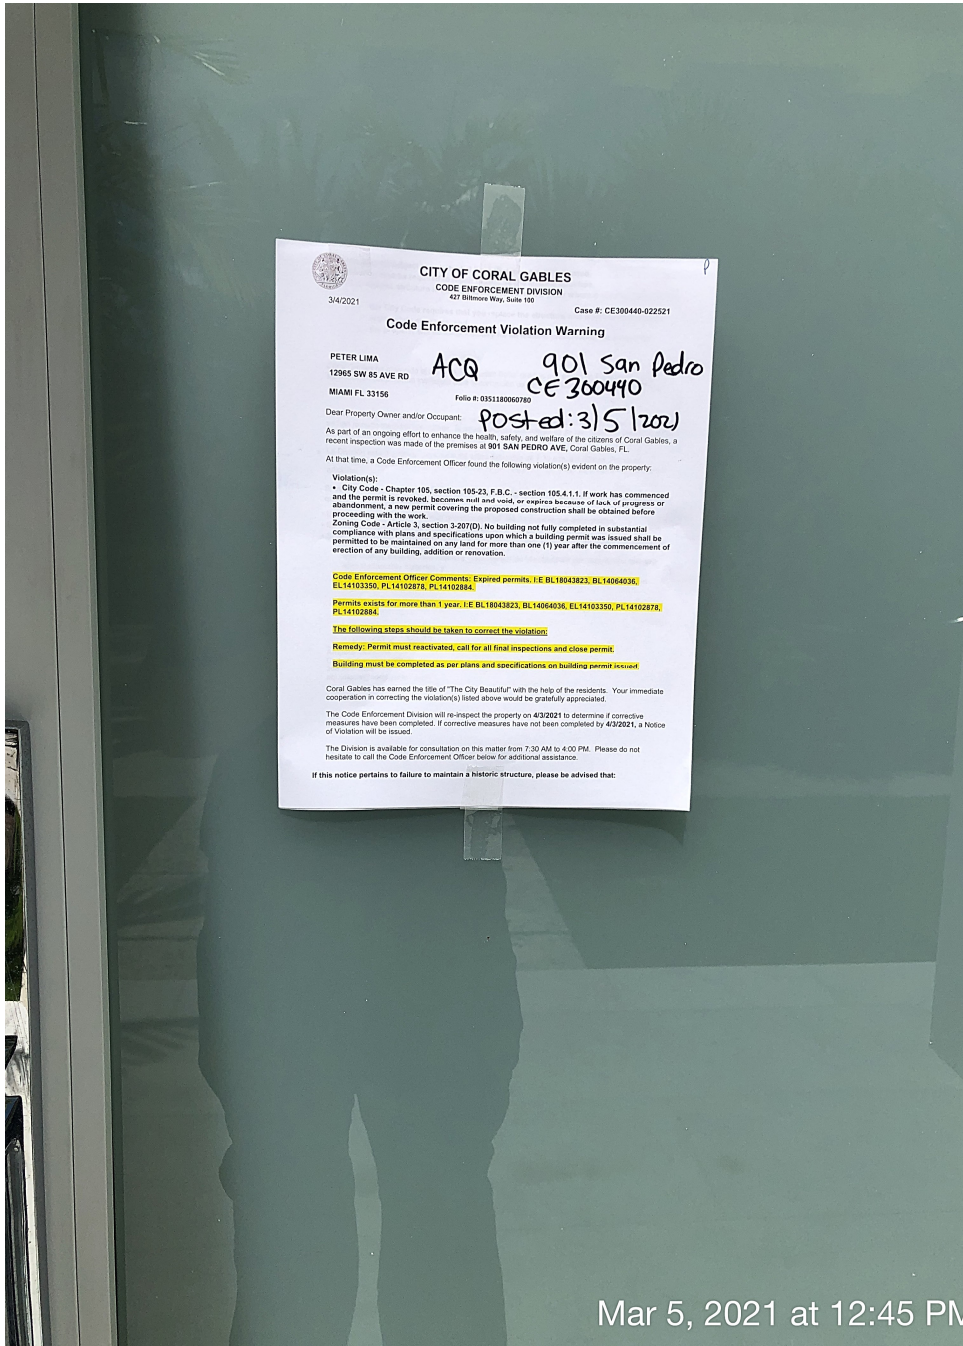 P
CITY OF CORAL GABLES
CODE ENFORCEMENT DIVISION
427 Biltmore Way, Suite 100
3/4/2021
Case #: CE300440-022521
Code Enforcement Violation Warning
PETER LIMA
12965 SW 85 AVE RD
MIAMI FL 33156
ACQ
901 San Pedro
CE300440
Folio #: 0351180060780
Posted: 3/5/2021
Dear Property Owner and/or Occupant:
As part of an ongoing effort to enhance the health, safety, and welfare of the citizens of Coral Gables, a
recent inspection was made of the premises at 901 SAN PEDRO AVE, Coral Gables, FL.
At that time, a Code Enforcement Officer found the following violation(s) evident on the property:
Violation(s):
• City Code - Chapter 105, section 105-23, F.B.C. - section 105.4.1.1. If work has commenced
and the permit is revoked, becomes null and void, or expires because of lack of progress or
abandonment, a new permit covering the proposed construction shall be obtained before
proceeding with the work.
Zoning Code - Article 3, section 3-207(D). No building not fully completed in substantial
compliance with plans and specifications upon which a building permit was issued shall be
permitted to be maintained on any land for more than one (1) year after the commencement of
erection of any building, addition or renovation.
Code Enforcement Officer Comments: Expired permits. I:E BL18043823, BL14064036,
EL14103350, PL14102878, PL14102884.
Permits exists for more than 1 year. I:E BL18043823, BL14064036, EL14103350, PL14102878,
PL14102884.
The following steps should be taken to correct the violation:
Remedy: Permit must reactivated, call for all final inspections and close permit.
Building must be completed as per plans and specifications on building permit issued.
Coral Gables has earned the title of "The City Beautiful" with the help of the residents. Your immediate
cooperation in correcting the violation(s) listed above would be gratefully appreciated.
The Code Enforcement Division will re-inspect the property on 4/3/2021 to determine if corrective
measures have been completed. If corrective measures have not been completed by 4/3/2021, a Notice
of Violation will be issued.
The Division is available for consultation on this matter from 7:30 AM to 4:00 PM. Please do not
hesitate to call the Code Enforcement Officer below for additional assistance.
If this notice pertains to failure to maintain a historic structure, please be advised that:
Mar 5, 2021 at 12:45 PM